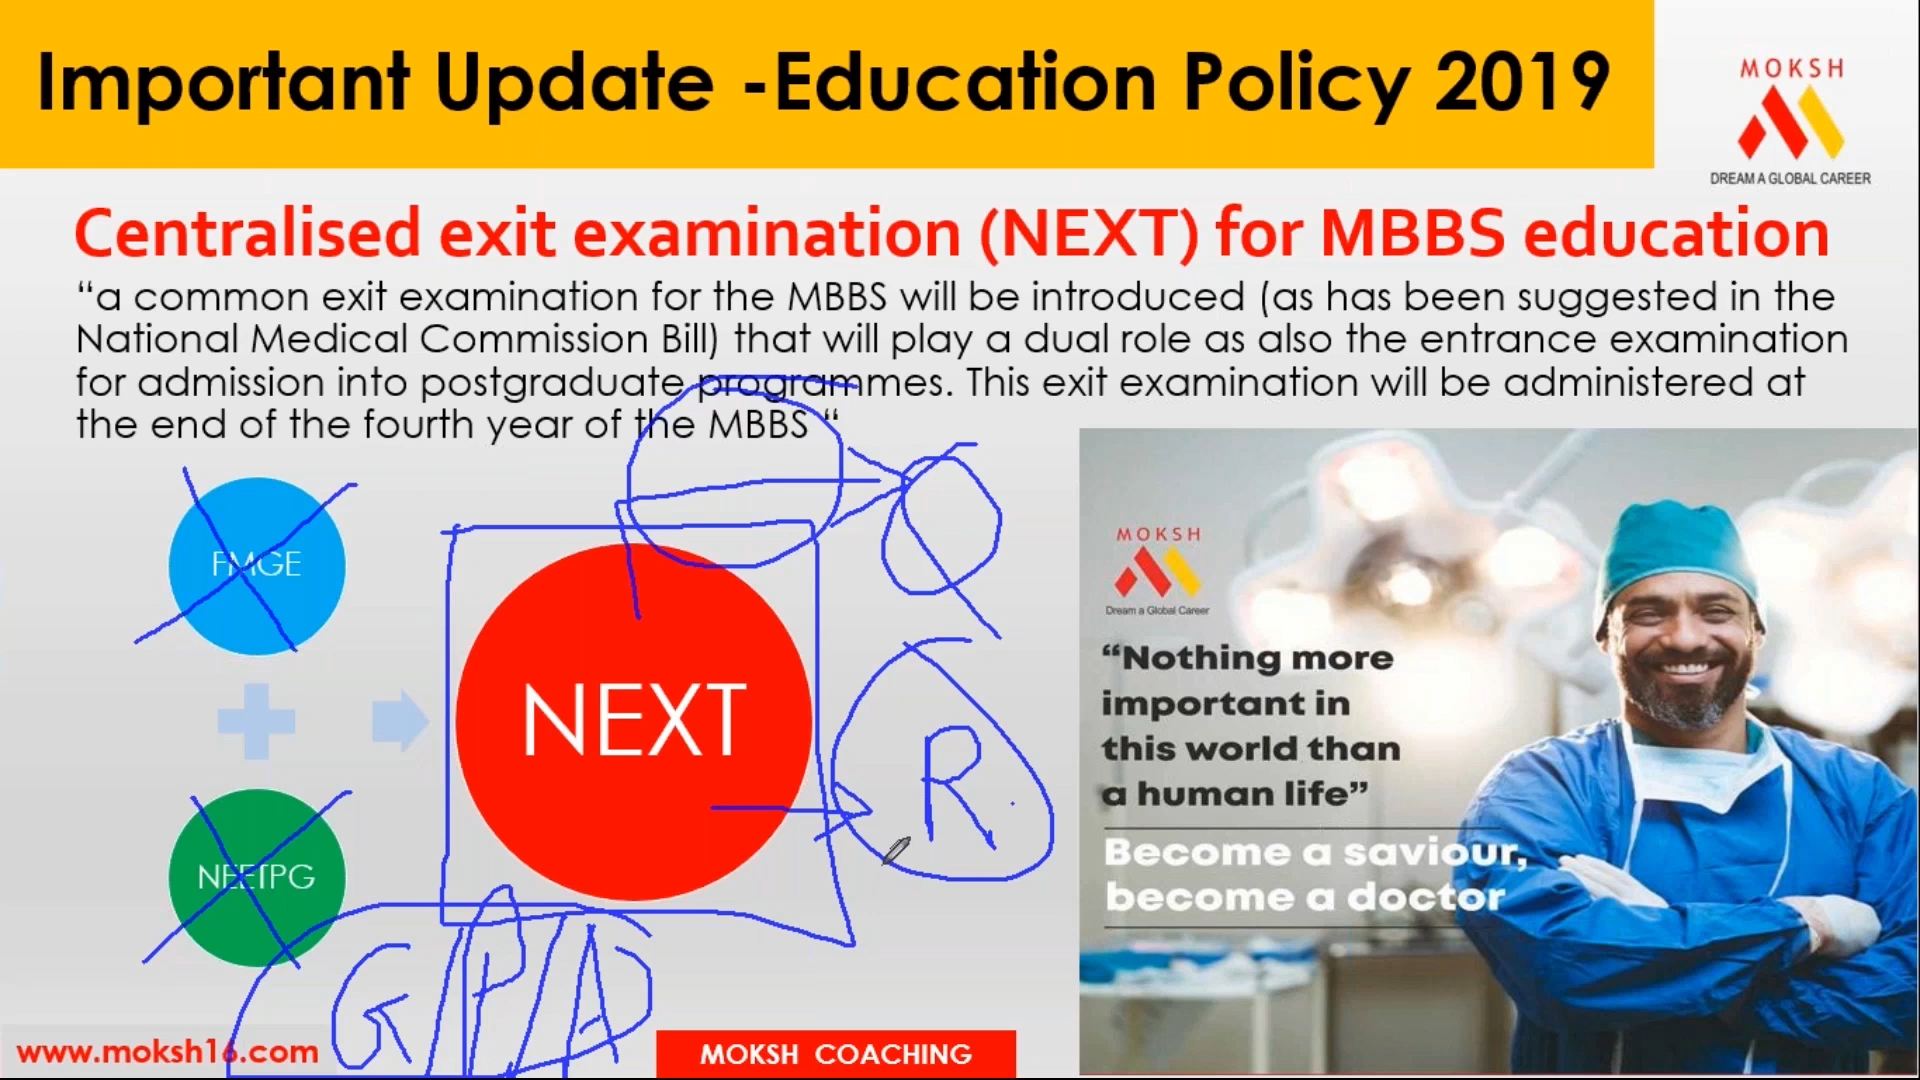 Important Update -Education Policy 2019
MOKSH
DREAM A GLOBAL CAREER
Centralised exit examination (NEXT) for MBBS education
“a common exit examination for the MBBS will be introduced (as has been suggested in the
National Medical Commission Bill) that will play a dual role as also the entrance examination
for admission into postgraduate programmes. This exit examination will be administered at
the end of the fourth year of the MBBS “
FMGE
NEETPG
NEXT
R
G/P/A
MOKSH
Dream a Global Career
“Nothing more
important in
this world than
a human life”
Become a saviour,
become a doctor
www.moksh16.com
MOKSH COACHING